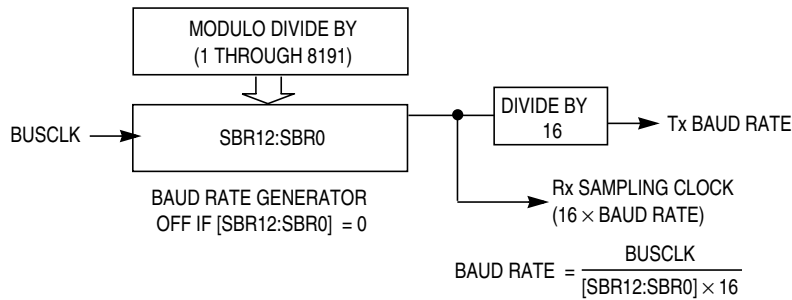 MODULO DIVIDE BY
(1 THROUGH 8191)
BUSCLK
SBR12:SBR0
DIVIDE BY
16
Tx BAUD RATE
BAUD RATE GENERATOR
OFF IF [SBR12:SBR0] = 0
Rx SAMPLING CLOCK
(16 × BAUD RATE)
BAUD RATE =
BUSCLK
[SBR12:SBR0] × 16